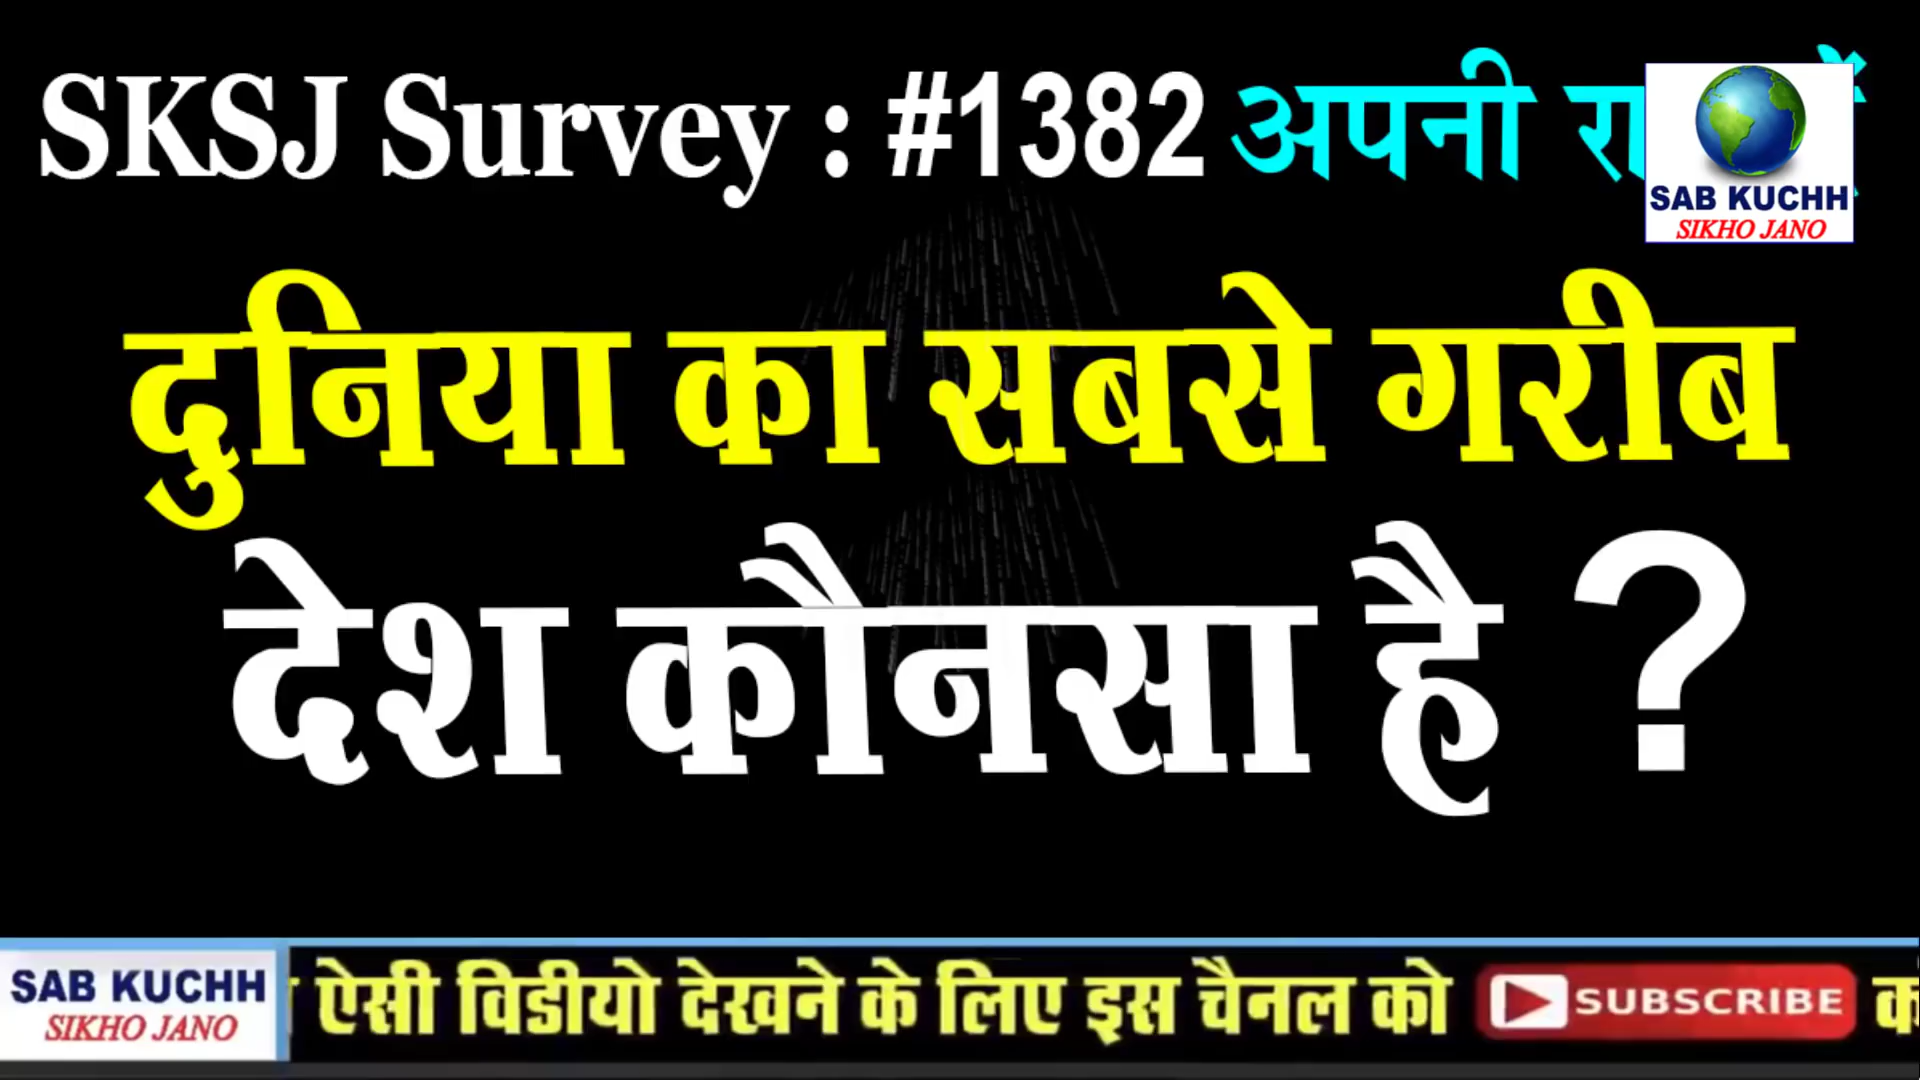 SKSJ Survey : #1382 अपनी
SAB KUCHH
SIKHO JANO
दुनिया का सबसे गरीब
देश कौनसा है ?
SAB KUCHH
SIKHO JANO
ऐसी विडीयो देखने के लिए इस चैनल को SUBSCRIBE